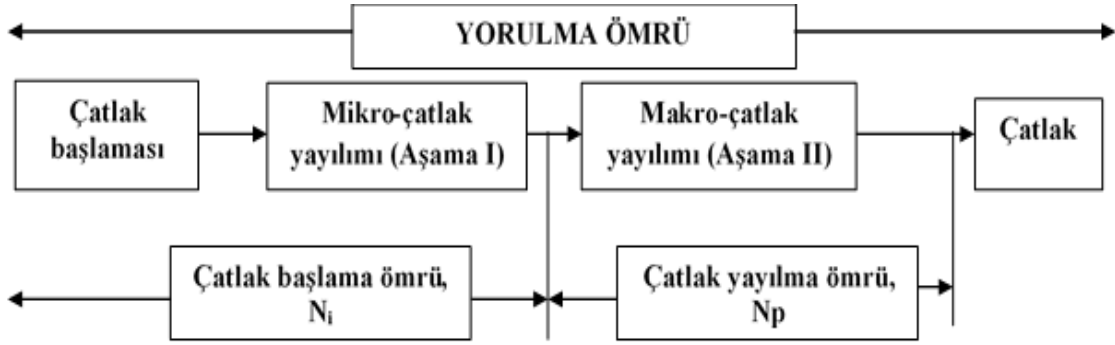 YORULMA ÖMRÜ
Çatlak
başlaması
Mikro-çatlak
yayılımı (Aşama I)
Makro-çatlak
yayılımı (Aşama II)
Çatlak
Çatlak başlama ömrü,
Nᵢ
Çatlak yayılma ömrü,
Np